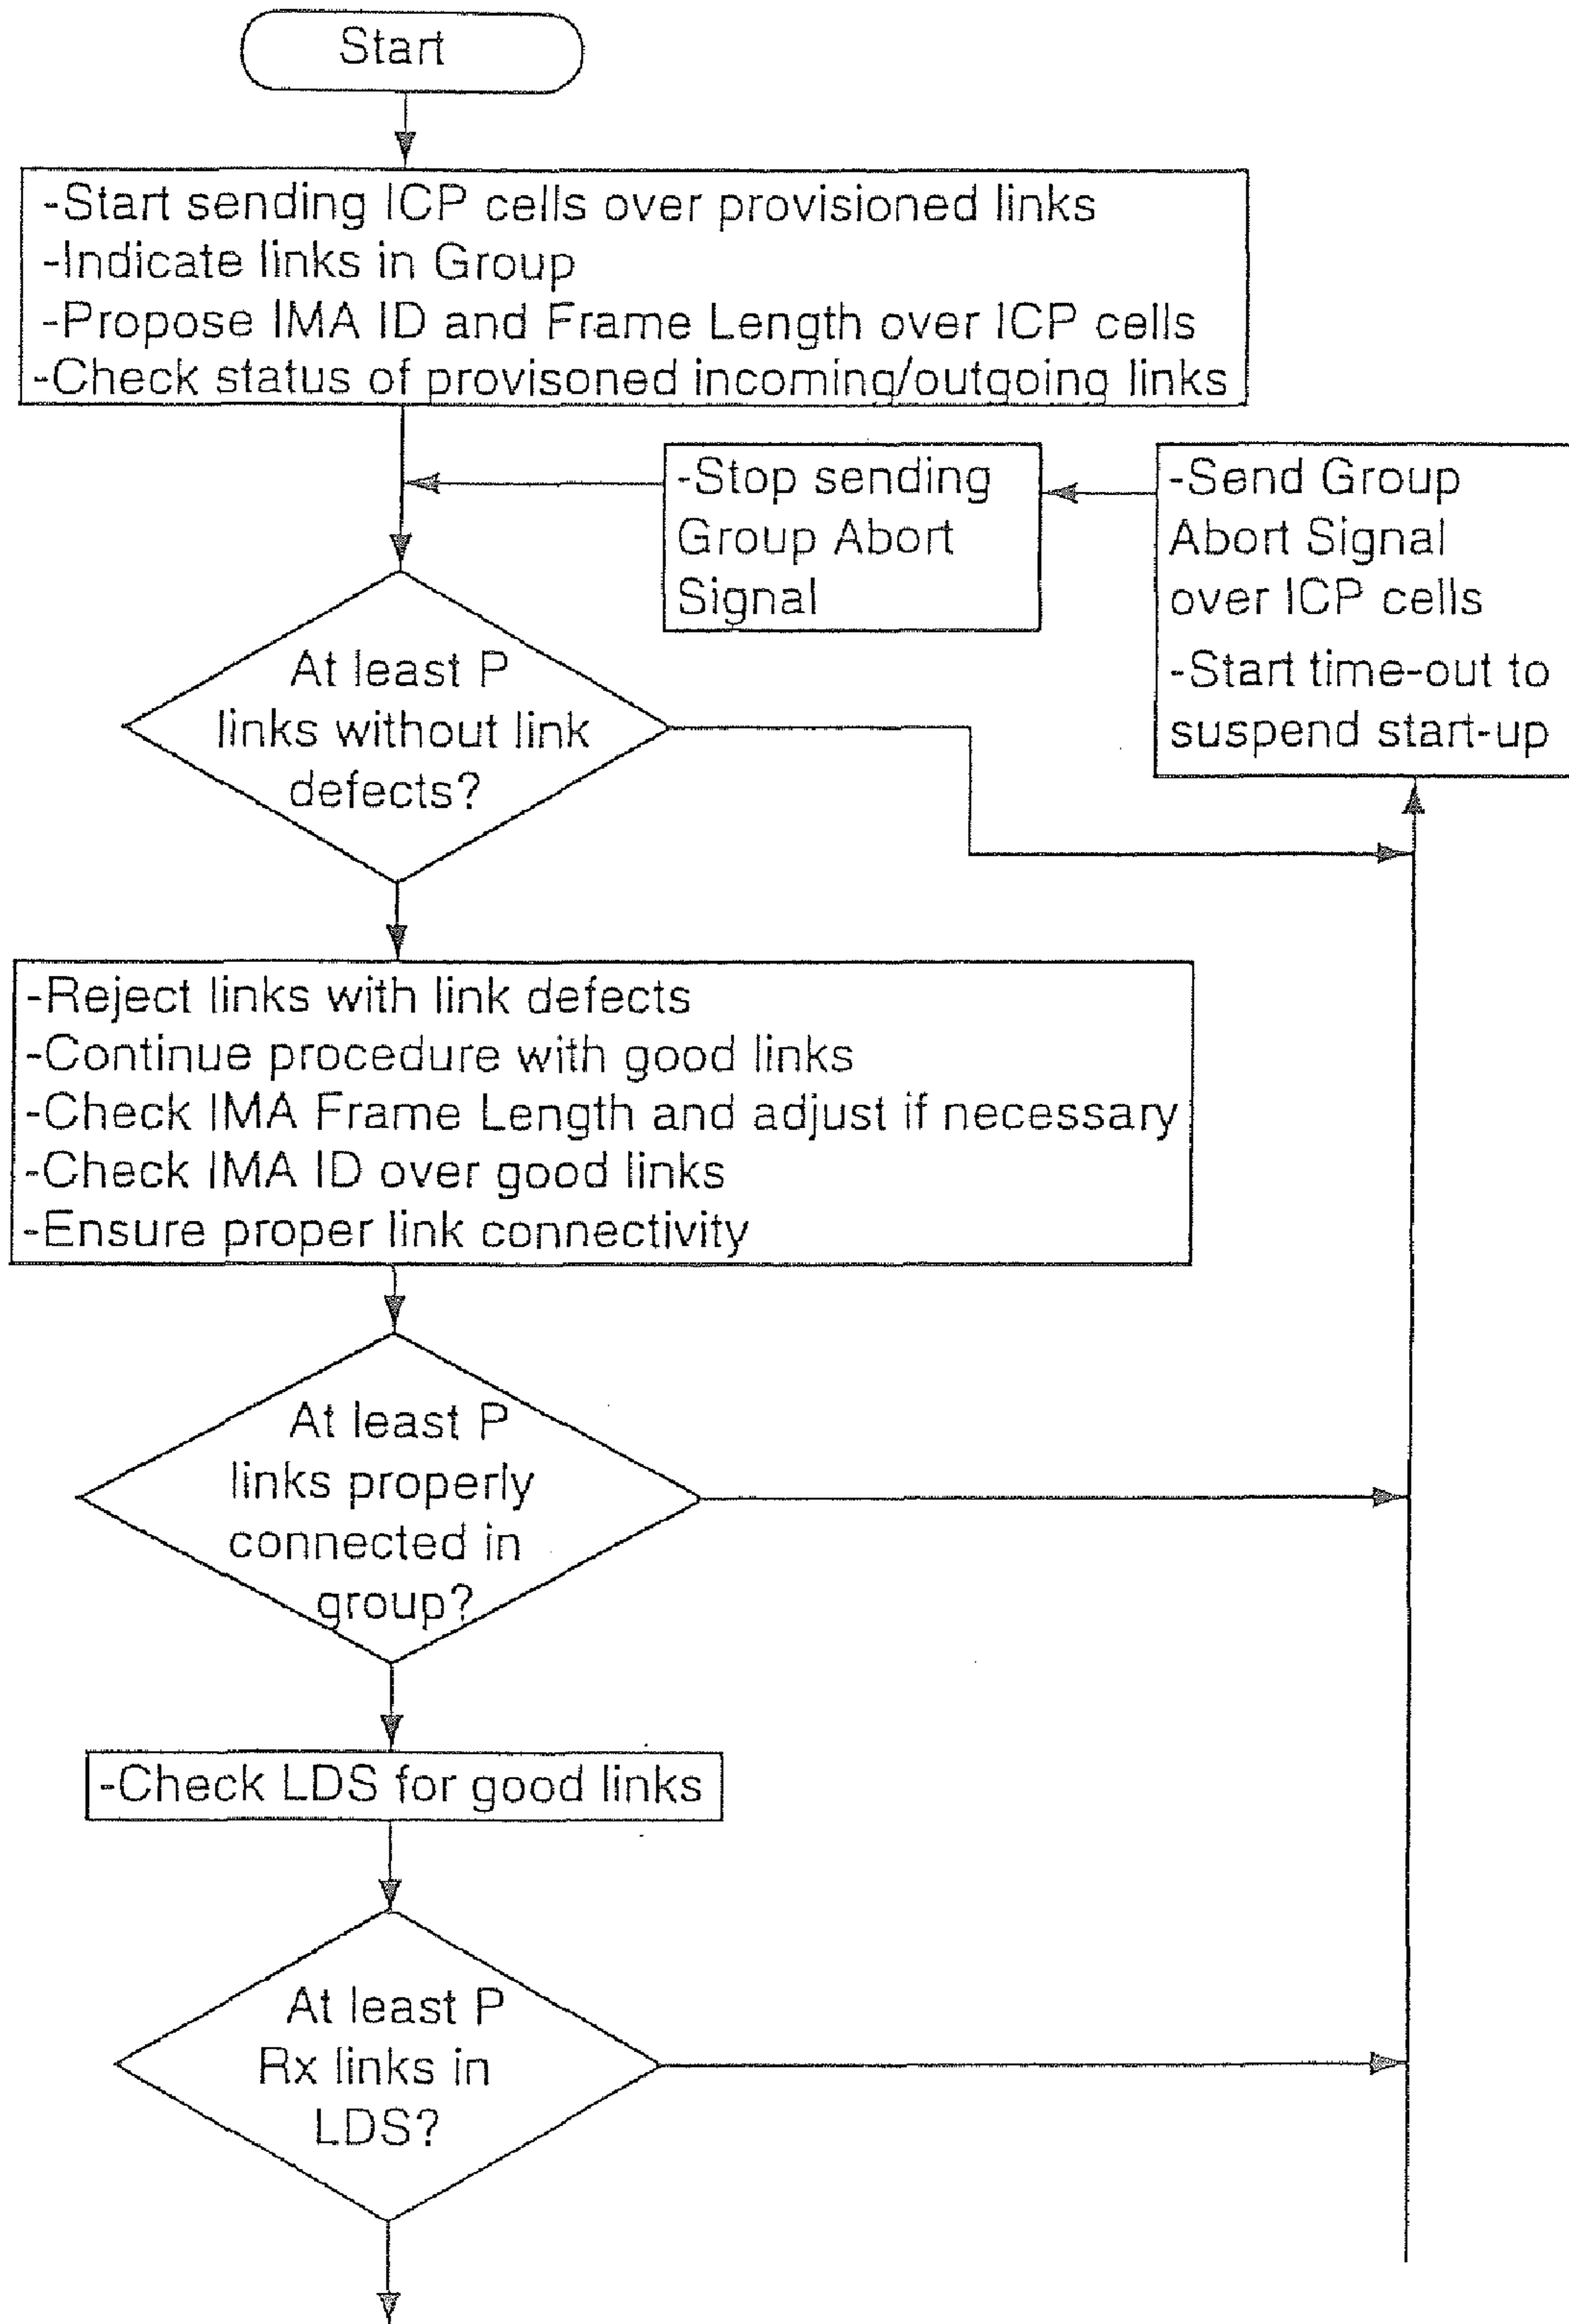 Start
-Start sending ICP cells over provisioned links
-Indicate links in Group
-Propose IMA ID and Frame Length over ICP cells
-Check status of provisoned incoming/outgoing links
-Stop sending
Group Abort
Signal
-Send Group
Abort Signal
over ICP cells
-Start time-out to
suspend start-up
At least P
links without link
defects?
-Reject links with link defects
-Continue procedure with good links
-Check IMA Frame Length and adjust if necessary
-Check IMA ID over good links
-Ensure proper link connectivity
At least P
links properly
connected in
group?
-Check LDS for good links
At least P
Rx links in
LDS?